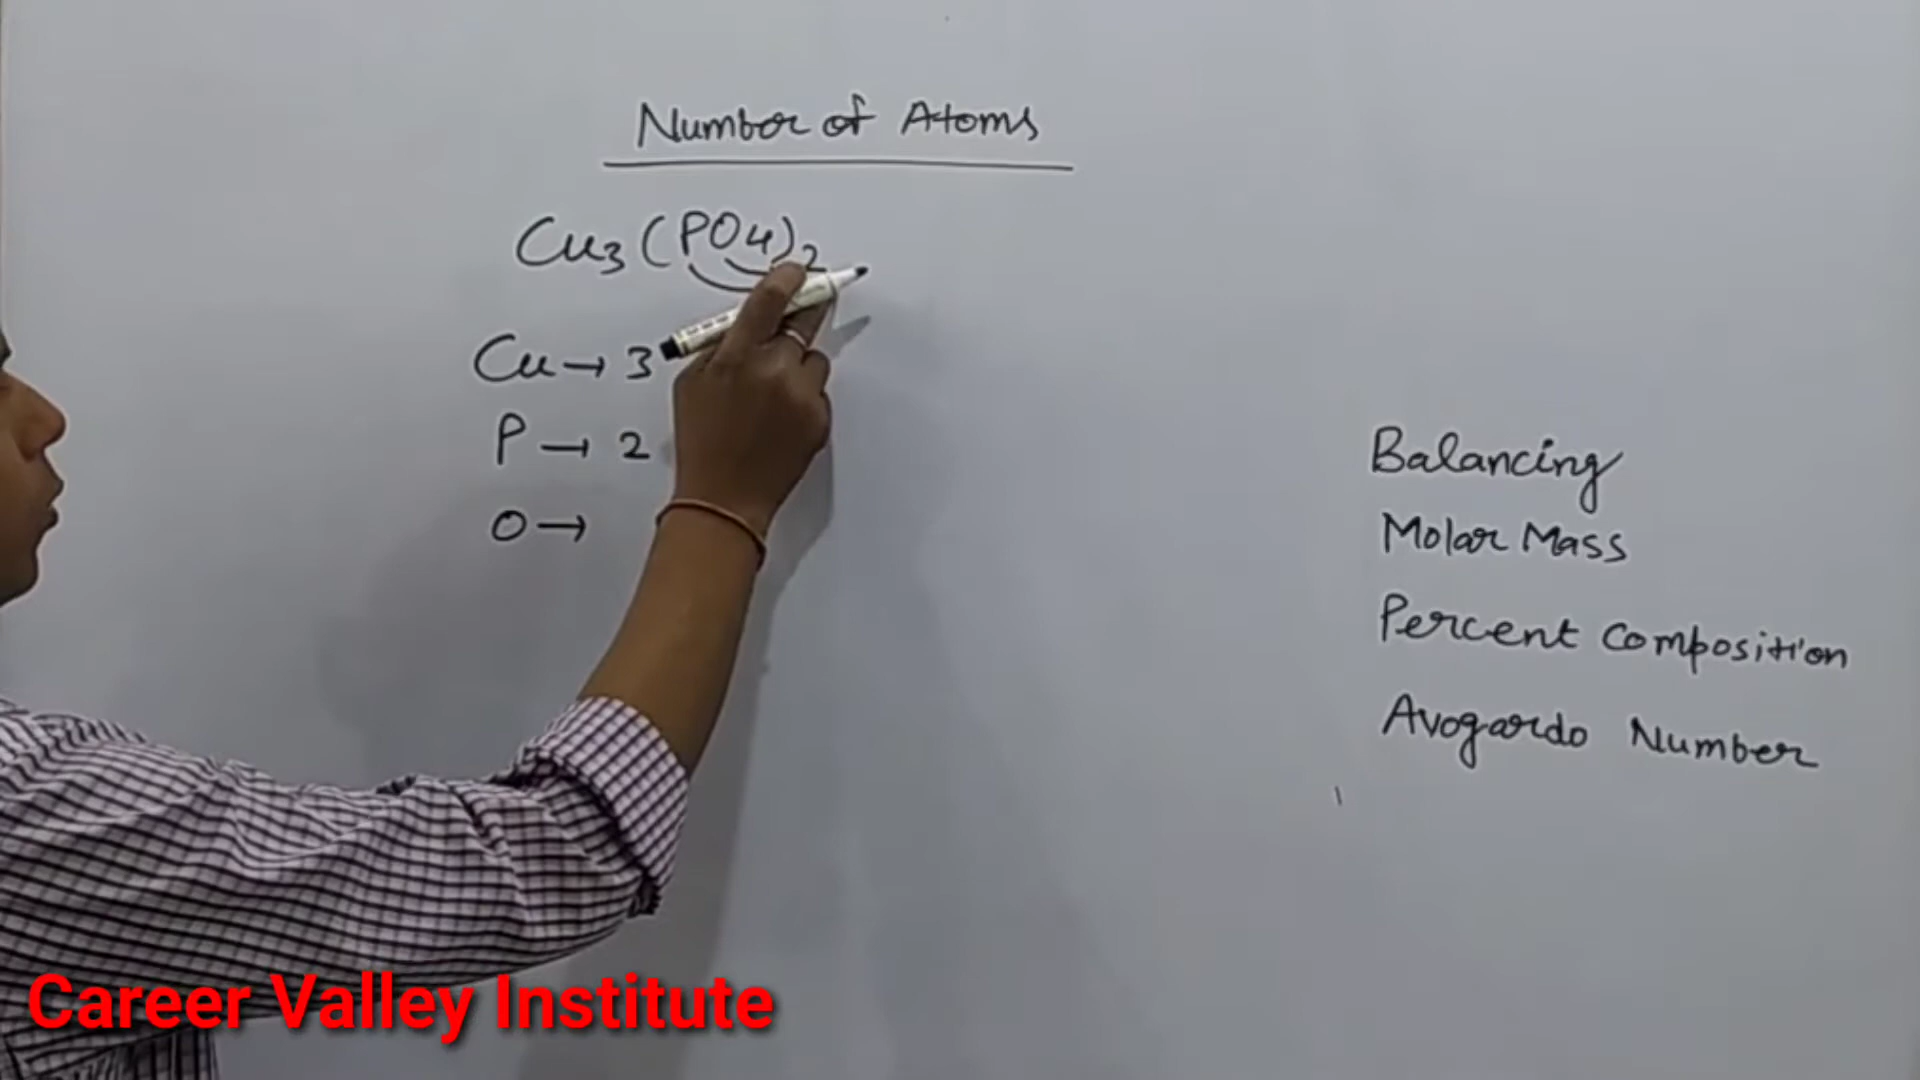 Number of Atoms
Cu3(PO4)2
Cu → 3
P → 2
O →
Balancing
Molar Mass
Percent Composition
Avogardo Number
Career Valley Institute